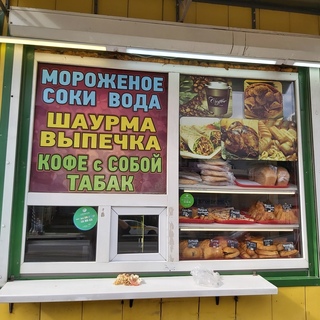 МОРОЖЕНОЕ
СОКИ ВОДА
ШАУРМА
ВЫПЕЧКА
КОФЕ с СОБОЙ
ТАБАК